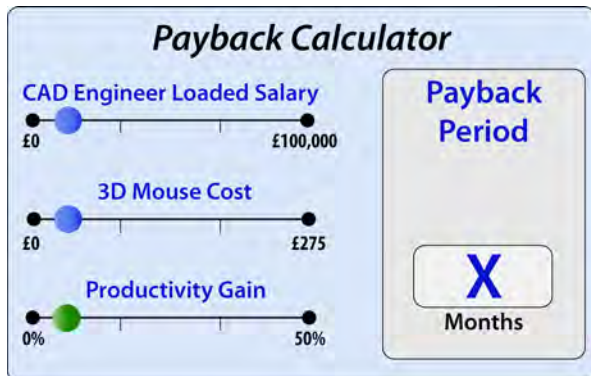 Payback Calculator
CAD Engineer Loaded Salary
£0
£100,000
3D Mouse Cost
£0
£275
Productivity Gain
0%
50%
Payback
Period
X
Months